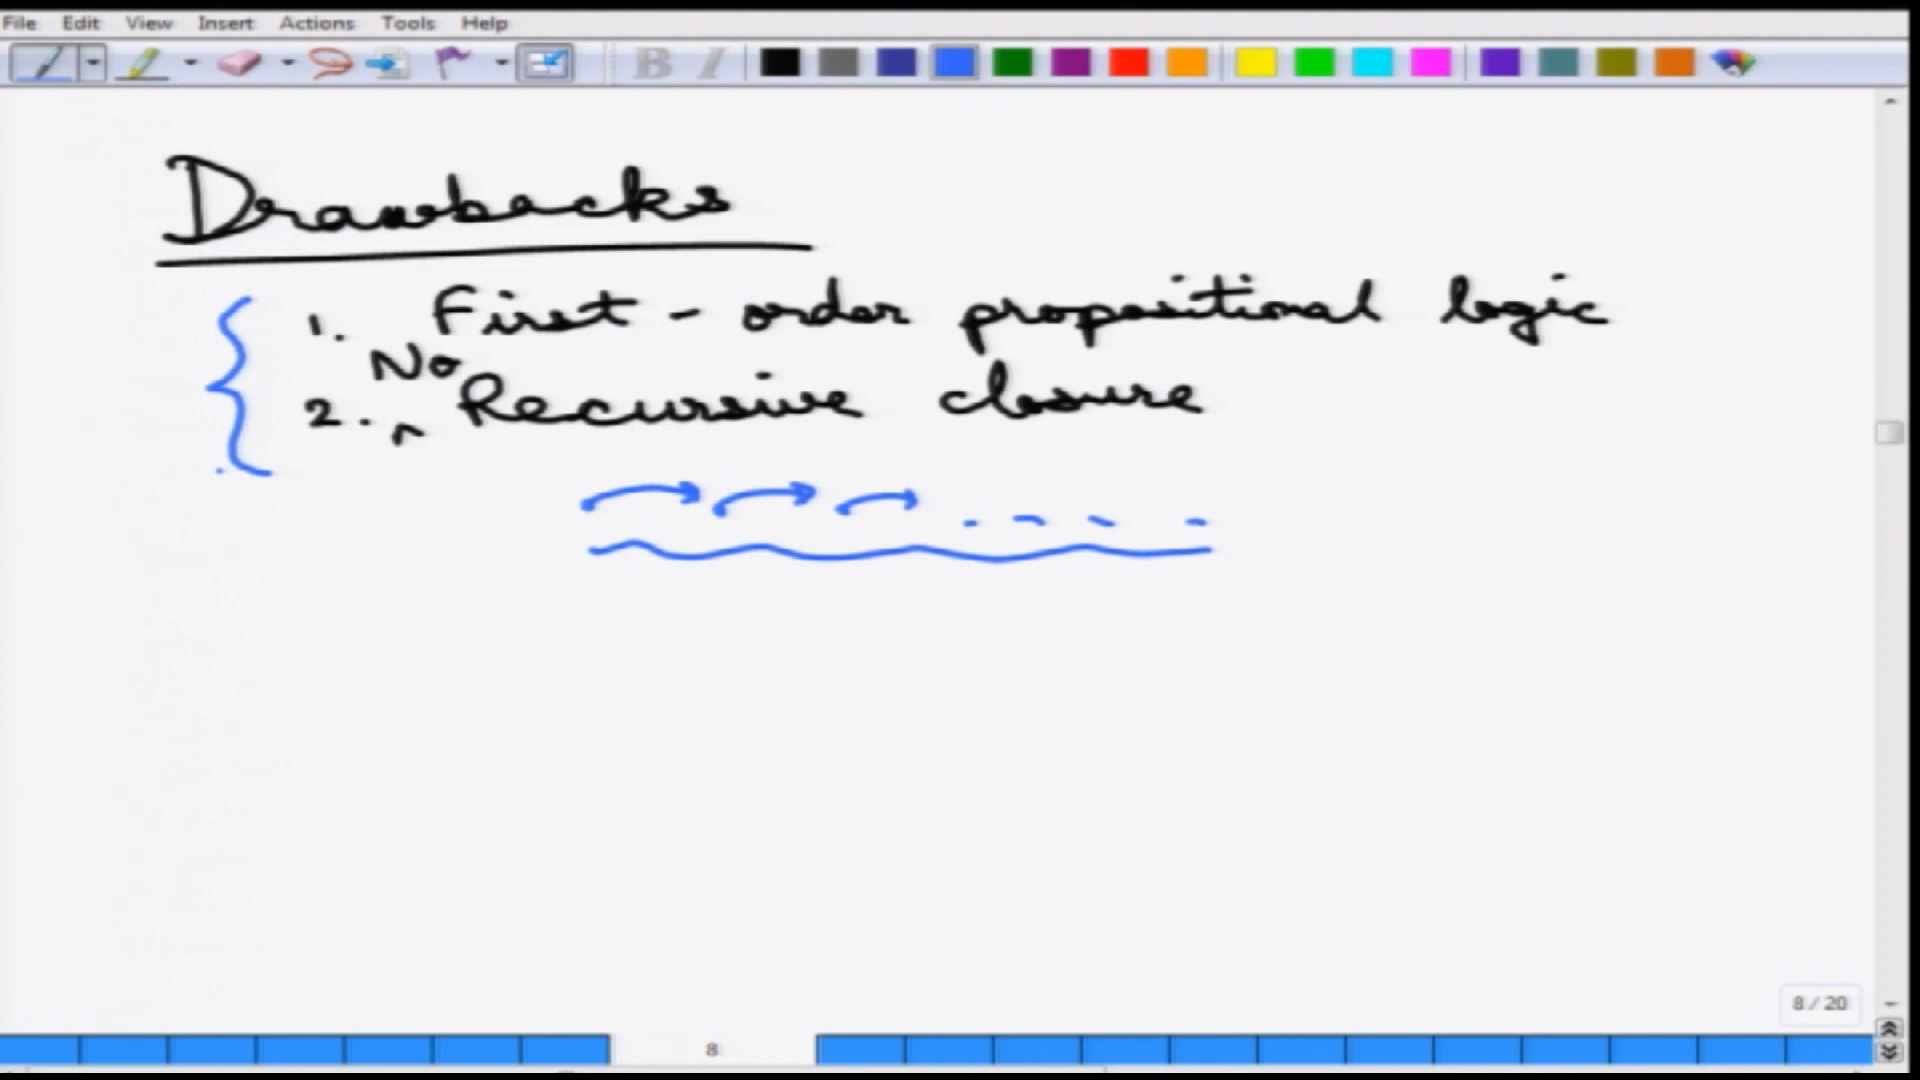 File Edit View Insert Actions Tools Help
B I
Drawbacks
1. First-order propositional logic
2. No Recursive closure
8 / 20
8